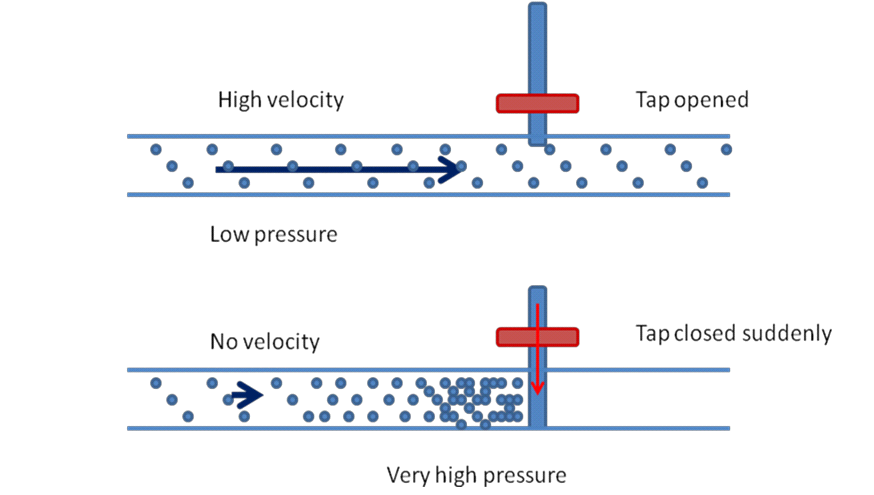 High velocity
Tap opened
Low pressure
No velocity
Tap closed suddenly
Very high pressure